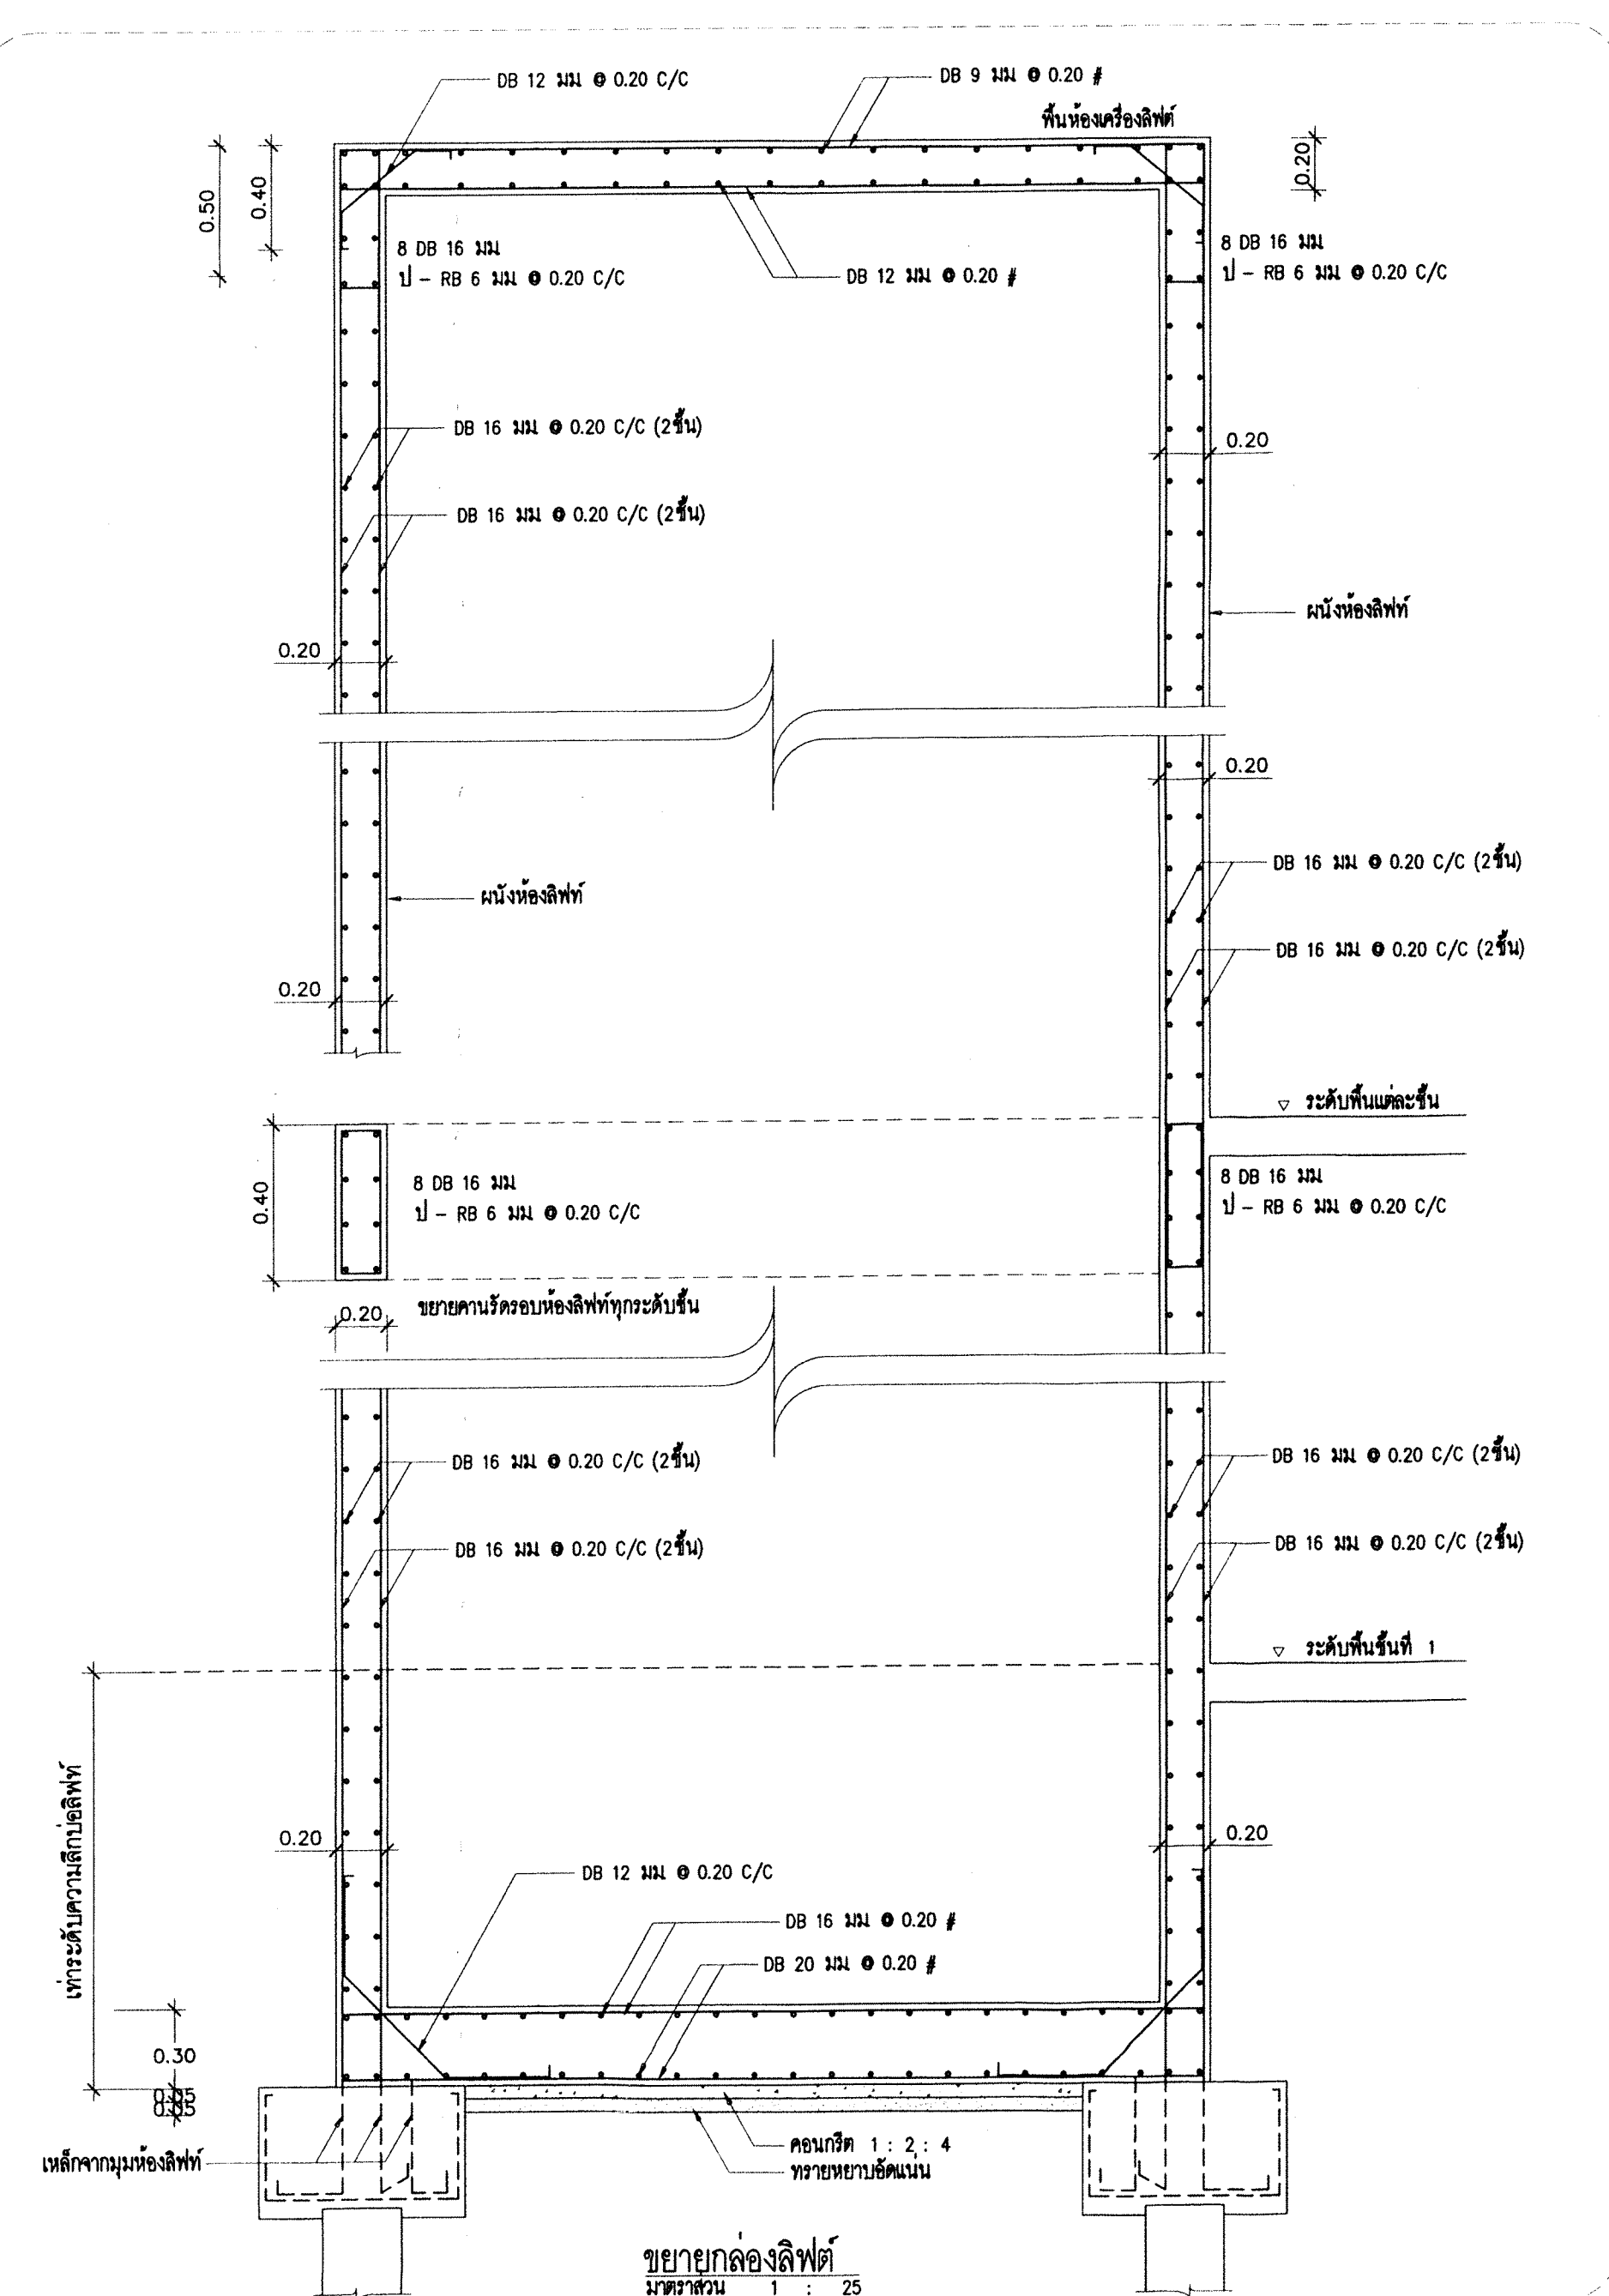 DB 12 มม @ 0.20 C/C
DB 9 มม @ 0.20 #
พื้นห้องเครื่องลิฟต์
0.50
0.40
0.20
8 DB 16 มม
ป - RB 6 มม @ 0.20 C/C
DB 12 มม @ 0.20 #
8 DB 16 มม
ป - RB 6 มม @ 0.20 C/C
DB 16 มม @ 0.20 C/C (2ชั้น)
0.20
DB 16 มม @ 0.20 C/C (2ชั้น)
ผนังห้องลิฟท์
0.20
0.20
DB 16 มม @ 0.20 C/C (2ชั้น)
ผนังห้องลิฟท์
DB 16 มม @ 0.20 C/C (2ชั้น)
0.20
ระดับพื้นแต่ละชั้น
0.40
8 DB 16 มม
ป - RB 6 มม @ 0.20 C/C
8 DB 16 มม
ป - RB 6 มม @ 0.20 C/C
0.20
ขยายคานรัดรอบห้องลิฟท์ทุกระดับชั้น
DB 16 มม @ 0.20 C/C (2ชั้น)
DB 16 มม @ 0.20 C/C (2ชั้น)
DB 16 มม @ 0.20 C/C (2ชั้น)
DB 16 มม @ 0.20 C/C (2ชั้น)
ระดับพื้นชั้นที่ 1
เท่าระดับความลึกบ่อลิฟท์
0.20
0.20
DB 12 มม @ 0.20 C/C
DB 16 มม @ 0.20 #
DB 20 มม @ 0.20 #
0.30
0.05
0.05
เหล็กจากมุมห้องลิฟท์
คอนกรีต 1 : 2 : 4
ทรายหยาบอัดแน่น
ขยายกล่องลิฟต์
มาตราส่วน 1 : 25